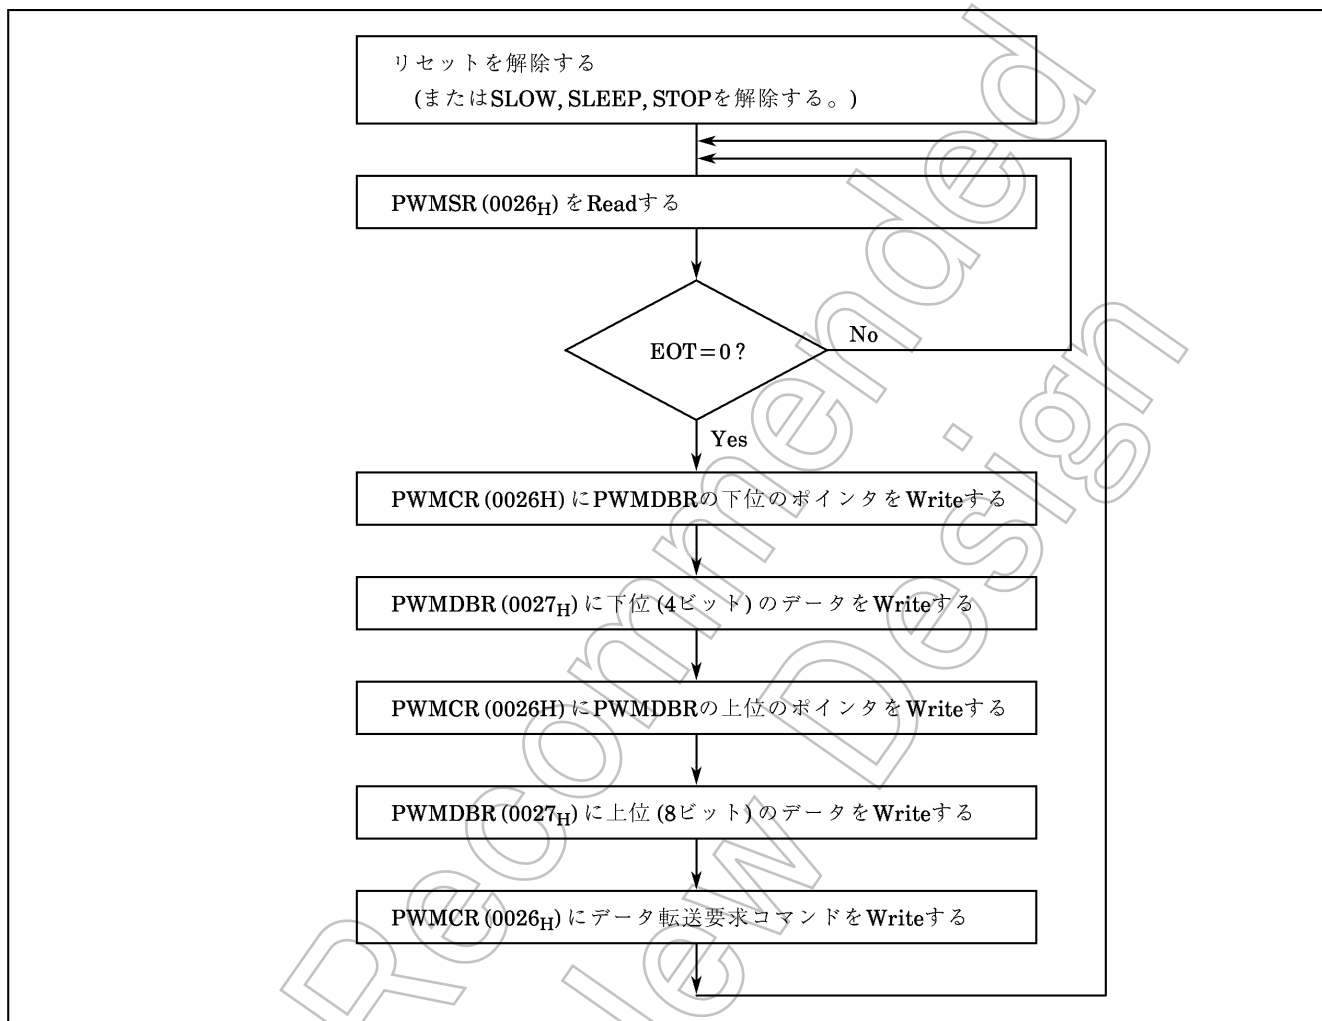 リセットを解除する
(またはSLOW, SLEEP, STOPを解除する。)
PWMSR (0026H) をReadする
EOT=0?
No
Yes
PWMCR (0026H) にPWMDBRの下位のポインタをWriteする
PWMDBR (0027H) に下位 (4ビット) のデータをWriteする
PWMCR (0026H) にPWMDBRの上位のポインタをWriteする
PWMDBR (0027H) に上位 (8ビット) のデータをWriteする
PWMCR (0026H) にデータ転送要求コマンドをWriteする
Recommended
ew Design